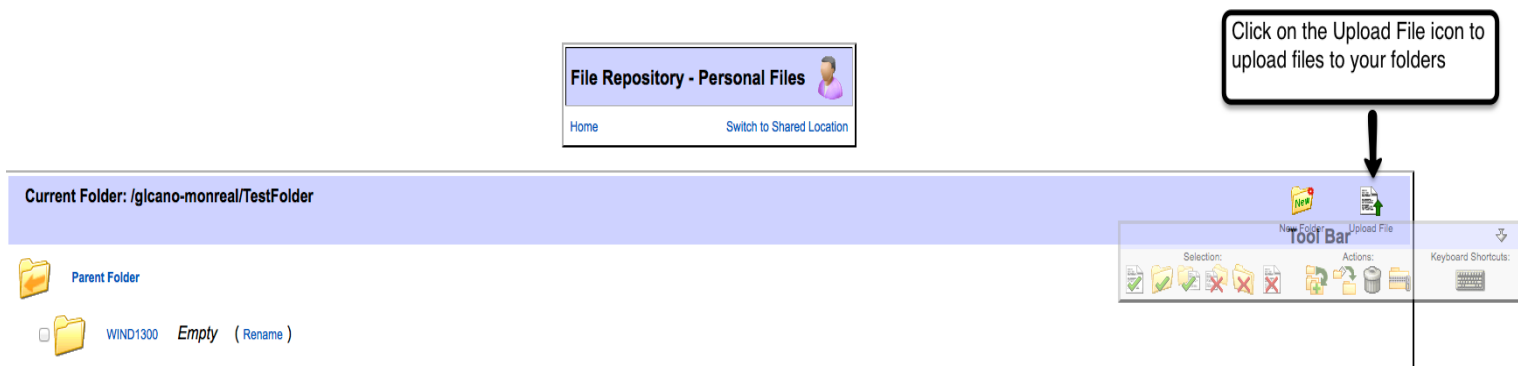 Click on the Upload File icon to
upload files to your folders
File Repository - Personal Files
Home Switch to Shared Location
Current Folder: /glcano-monreal/TestFolder
New
New Folder Upload File
Tool Bar
Selection: Actions: Keyboard Shortcuts:
Parent Folder
WIND1300 Empty ( Rename )